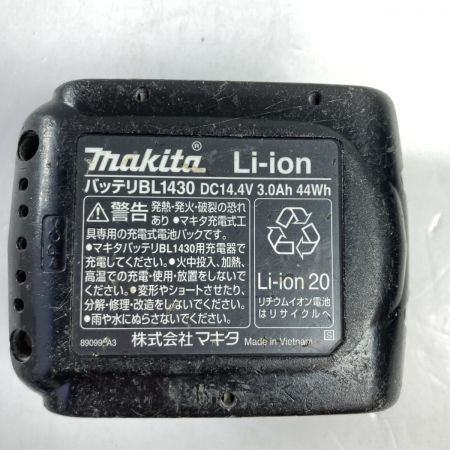 makita® Li-ion
バッテリBL1430 DC14.4V 3.0Ah 44Wh
⚠警告 発熱・発火・破裂の恐れ
あり ●マキタ充電式工
具専用の充電式電池パックです。
●マキタバッテリBL1430用充電器で
充電してください。●火中投入、加熱、
高温での充電・使用・放置をしないで
ください。●変形やショートさせたり、
分解・修理・改造をしないでください。
●雨や水にぬらさないでください。
Li-ion 20
リチウムイオン電池
はリサイクルへ
株式会社マキタ Made in Vietnam S